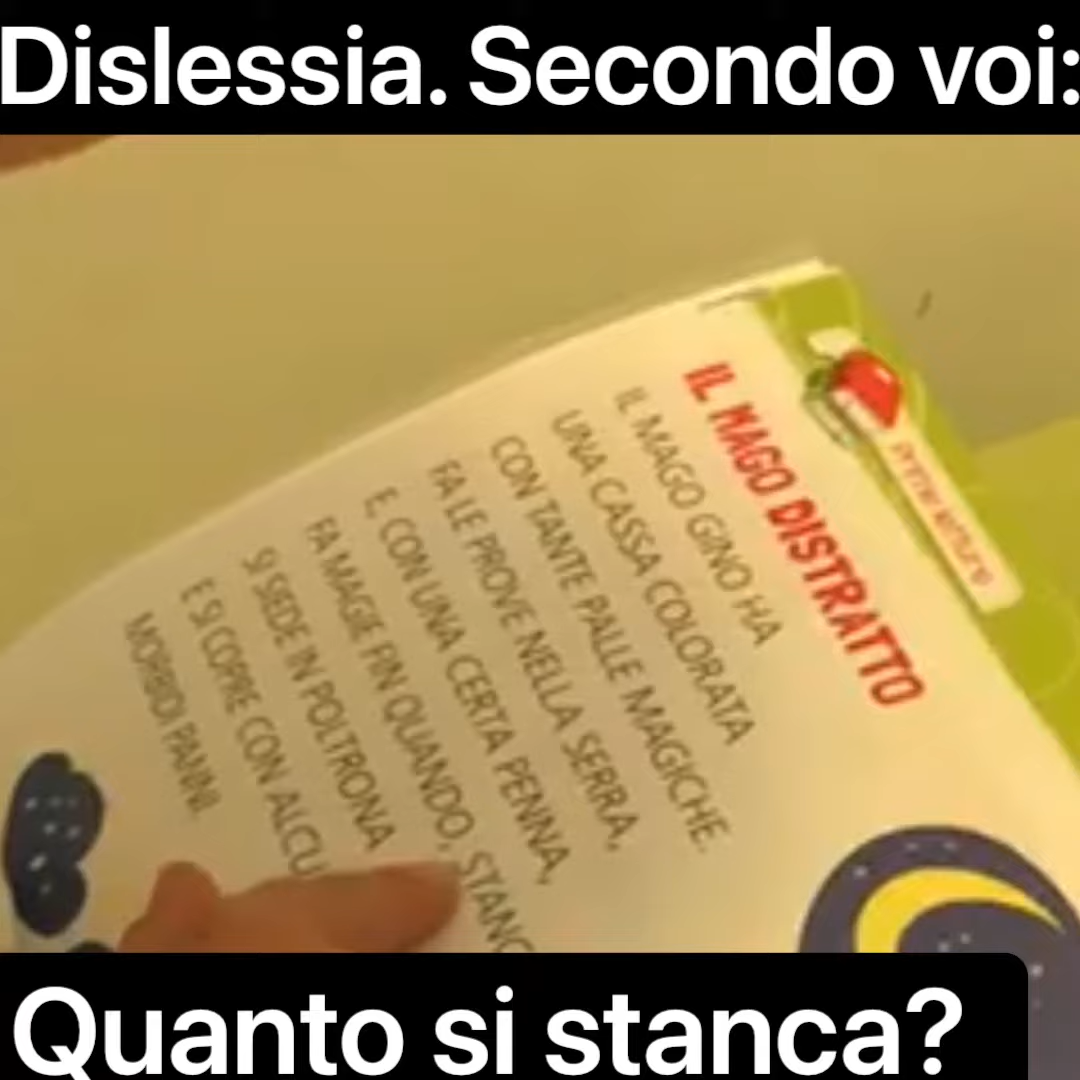 Dislessia. Secondo voi:
prime letture
IL MAGO DISTRATTO
IL MAGO GINO HA
UNA CASSA COLORATA
CON TANTE PALLE MAGICHE.
FA LE PROVE NELLA SERRA,
E, CON UNA CERTA PENNA,
FA MAGIE FIN QUANDO, STANC
SI SIEDE IN POLTRONA
E SI COPRE CON ALCU
MORBIDI PANNI.
Quanto si stanca?